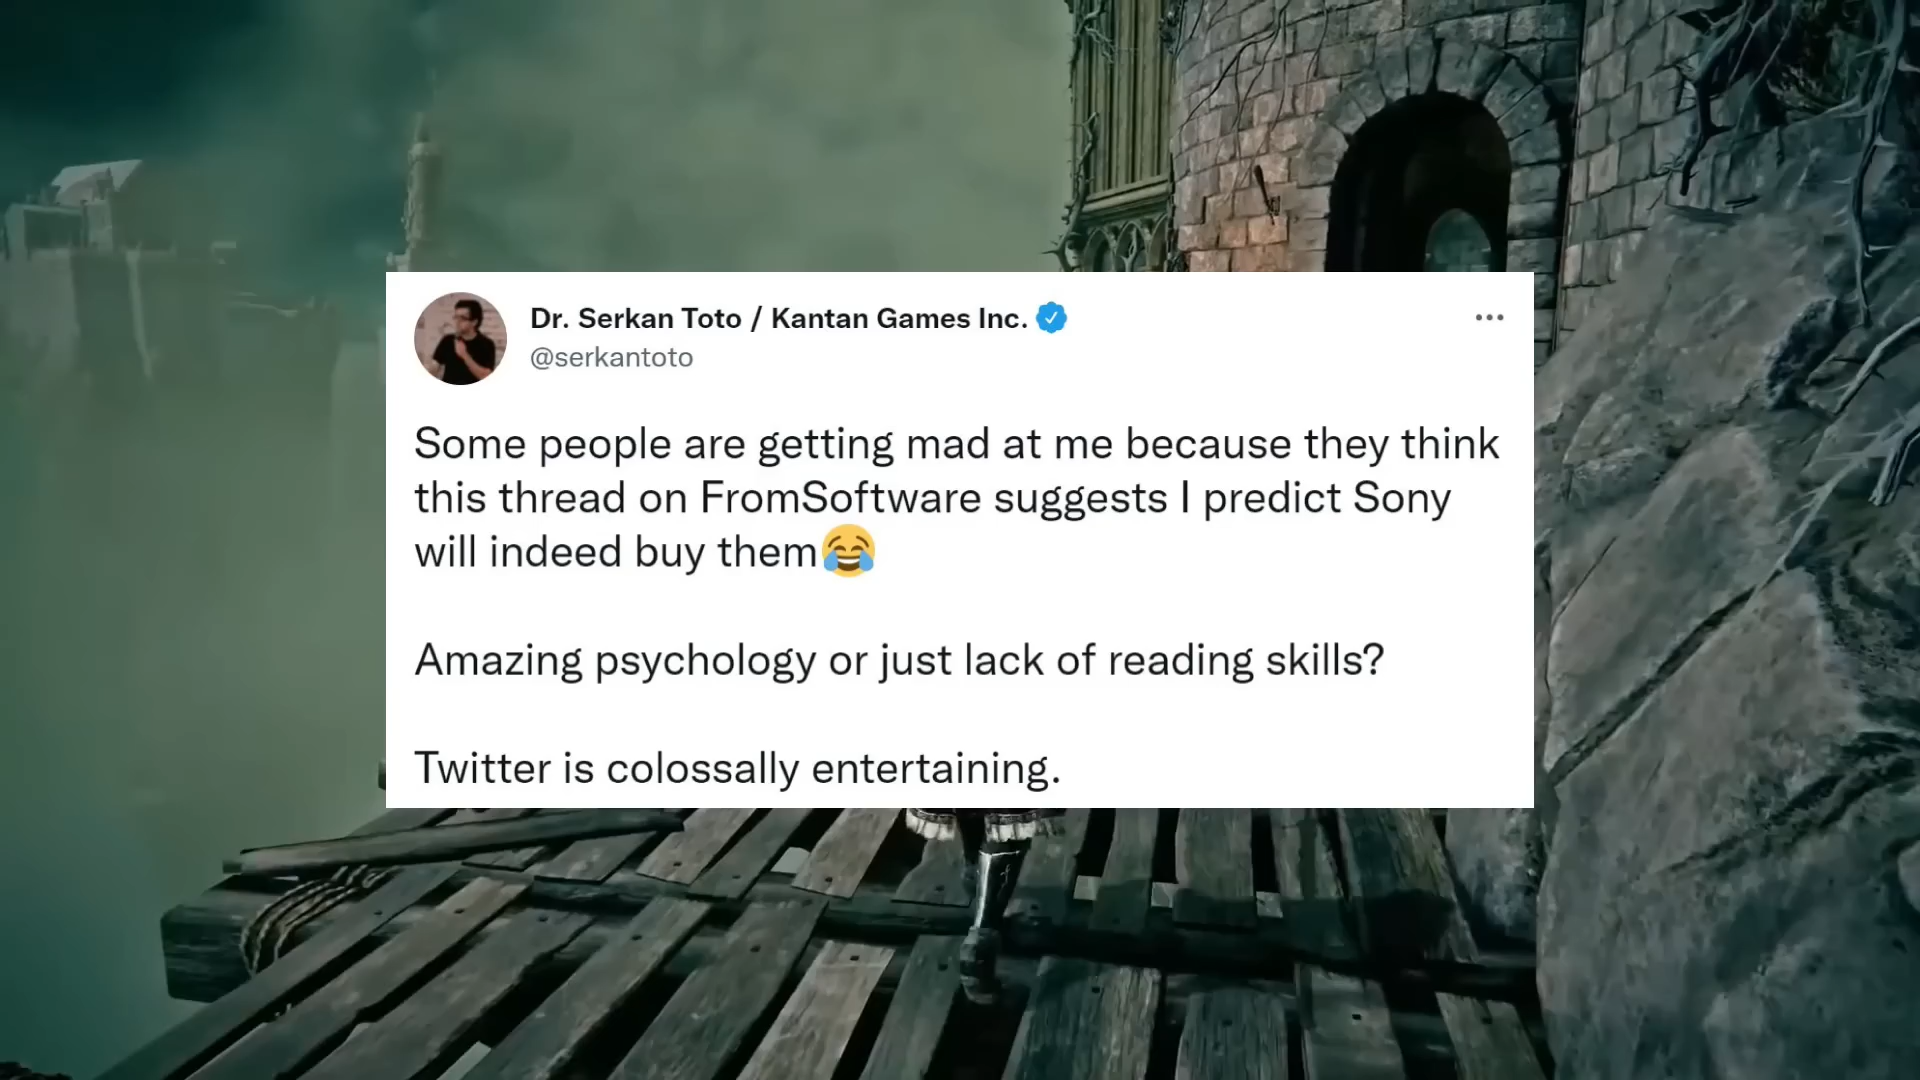 Dr. Serkan Toto / Kantan Games Inc.
@serkantoto
Some people are getting mad at me because they think
this thread on FromSoftware suggests I predict Sony
will indeed buy them😂
Amazing psychology or just lack of reading skills?
Twitter is colossally entertaining.